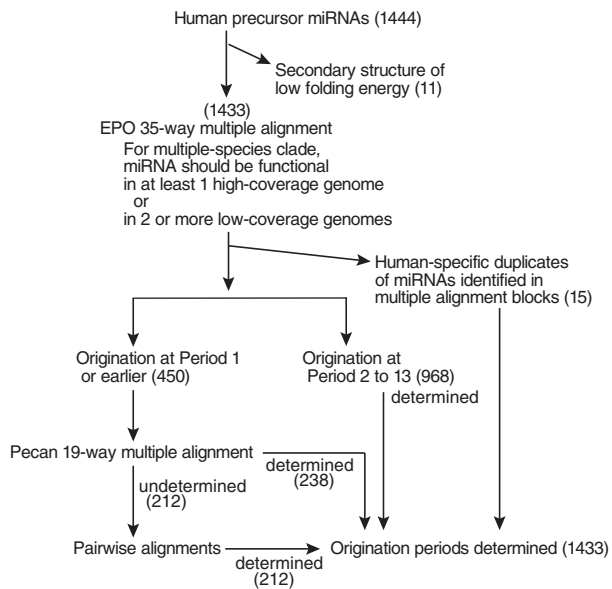 Human precursor miRNAs (1444)
Secondary structure of
low folding energy (11)
(1433)
EPO 35-way multiple alignment
For multiple-species clade,
miRNA should be functional
in at least 1 high-coverage genome
or
in 2 or more low-coverage genomes
Human-specific duplicates
of miRNAs identified in
multiple alignment blocks (15)
Origination at Period 1
or earlier (450)
Origination at
Period 2 to 13 (968)
determined
Pecan 19-way multiple alignment
determined
(238)
undetermined
(212)
Pairwise alignments
determined
(212)
Origination periods determined (1433)